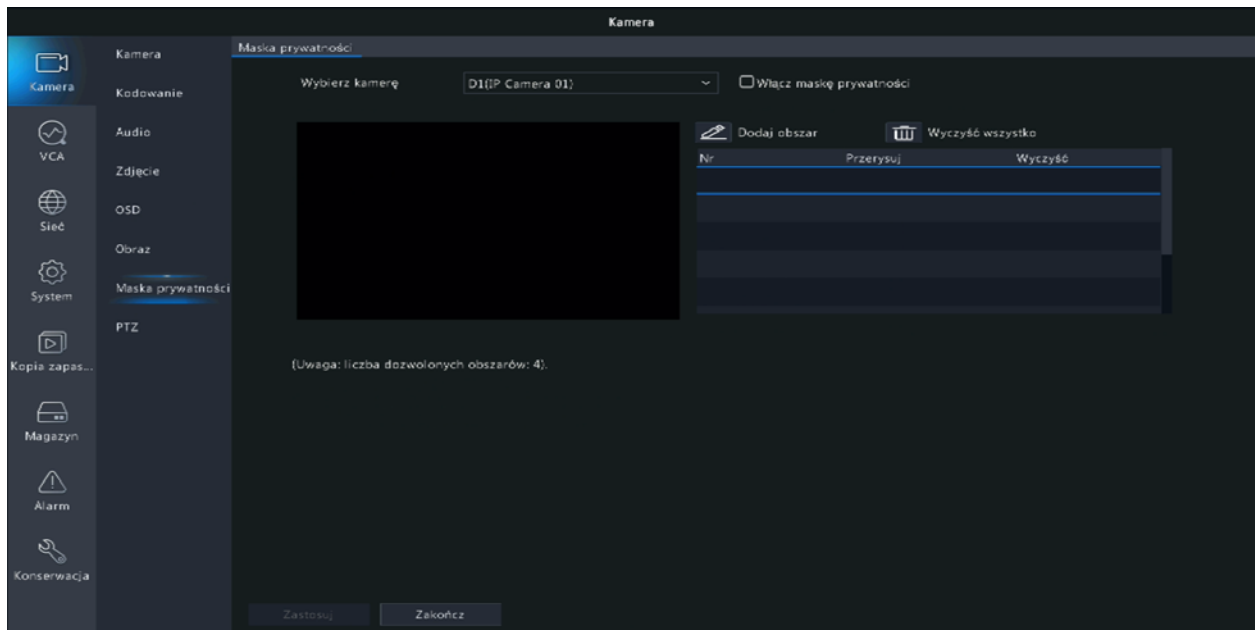 Kamera
Kamera
VCA
Sieć
System
Kopia zapas...
Magazyn
Alarm
Konserwacja
Kamera
Kodowanie
Audio
Zdjęcie
OSD
Obraz
Maska prywatności
PTZ
Maska prywatności
Wybierz kamerę D1(IP Camera 01) Włącz maskę prywatności
Dodaj obszar Wyczyść wszystko
Nr Przerysuj Wyczyść
(Uwaga: liczba dozwolonych obszarów: 4).
Zastosuj Zakończ